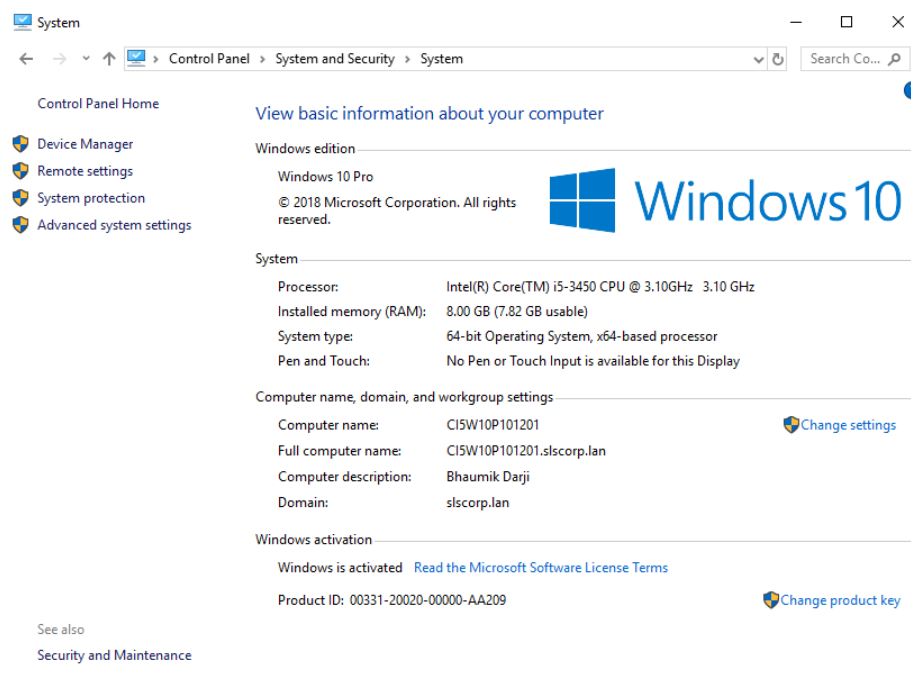 System
Control Panel > System and Security > System
Search Co...
Control Panel Home
Device Manager
Remote settings
System protection
Advanced system settings
View basic information about your computer
Windows edition
Windows 10 Pro
© 2018 Microsoft Corporation. All rights
reserved.
Windows 10
System
Processor: Intel(R) Core(TM) i5-3450 CPU @ 3.10GHz 3.10 GHz
Installed memory (RAM): 8.00 GB (7.82 GB usable)
System type: 64-bit Operating System, x64-based processor
Pen and Touch: No Pen or Touch Input is available for this Display
Computer name, domain, and workgroup settings
Computer name: CI5W10P101201 Change settings
Full computer name: CI5W10P101201.slscorp.lan
Computer description: Bhaumik Darji
Domain: slscorp.lan
Windows activation
Windows is activated Read the Microsoft Software License Terms
Product ID: 00331-20020-00000-AA209 Change product key
See also
Security and Maintenance